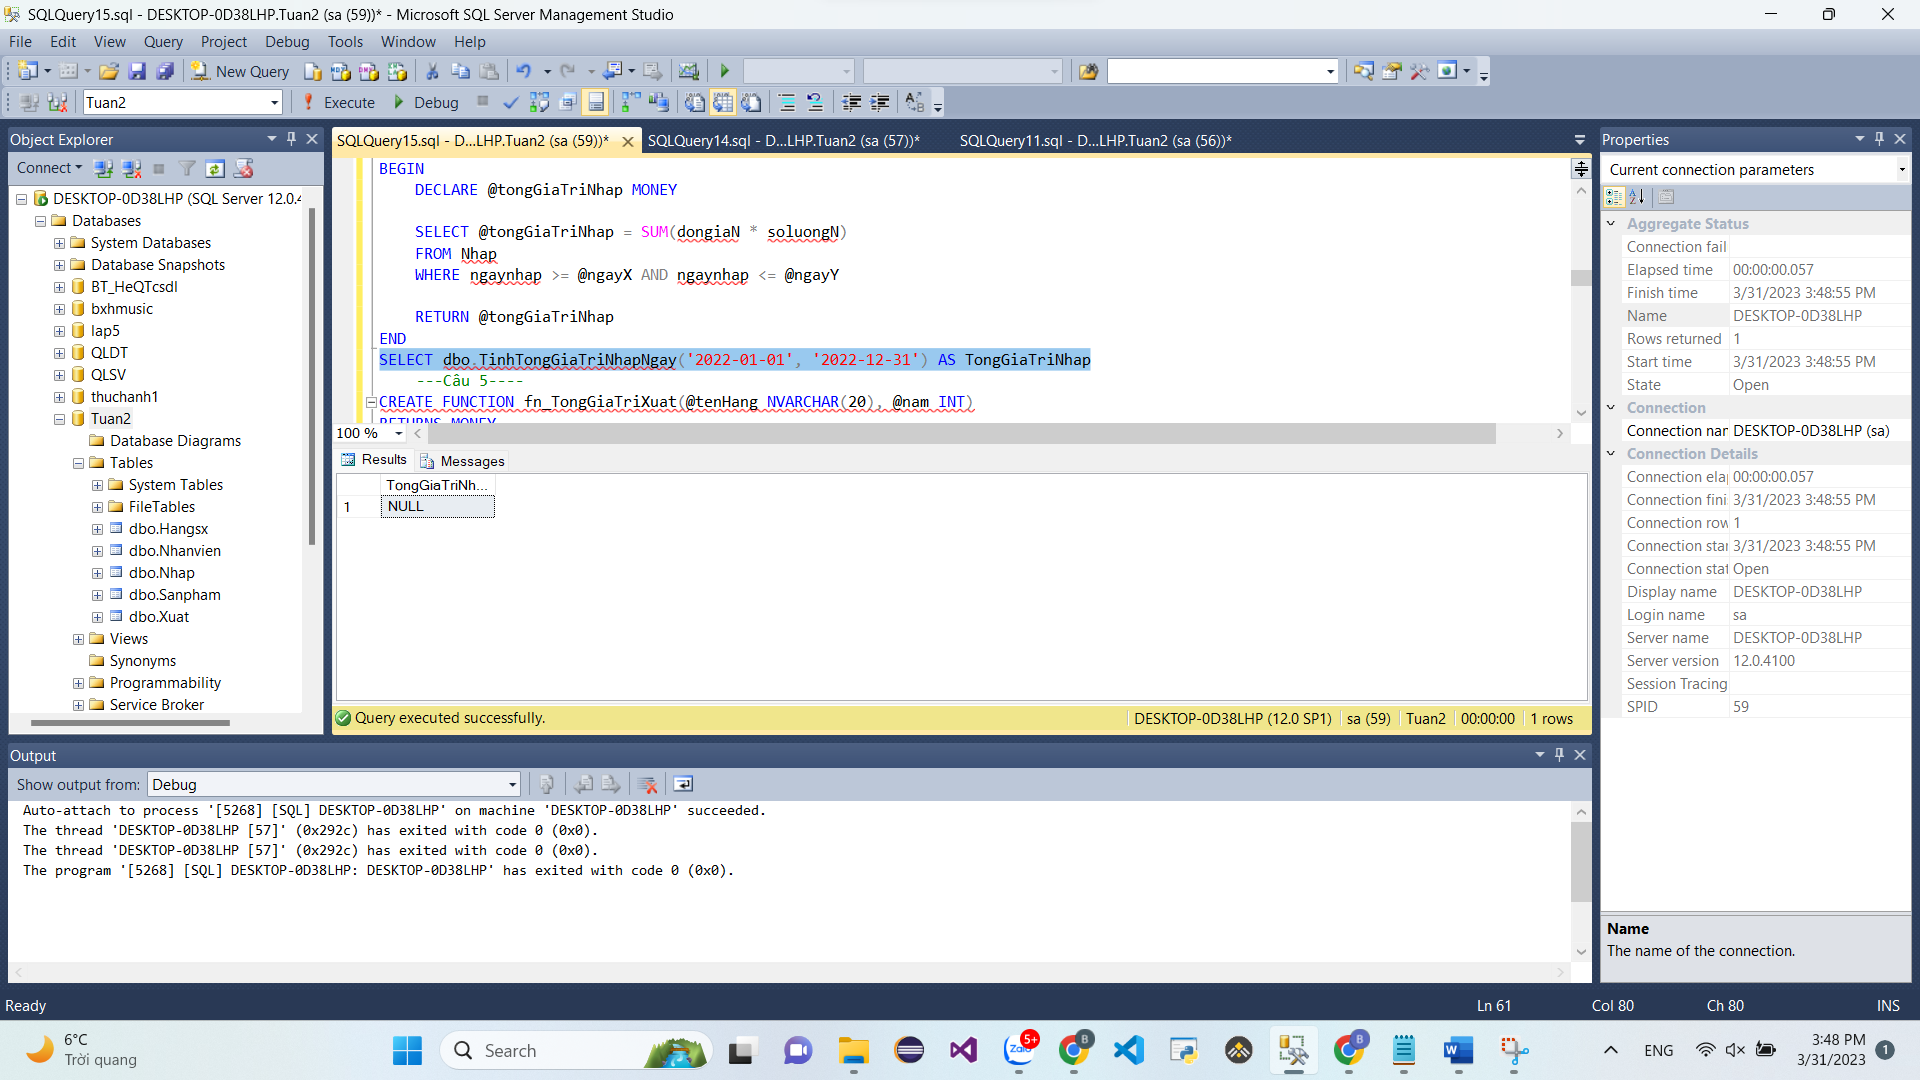 SQLQuery15.sql - DESKTOP-0D38LHP.Tuan2 (sa (59))* - Microsoft SQL Server Management Studio
File Edit View Query Project Debug Tools Window Help
New Query
Tuan2 Execute Debug
Object Explorer
Connect
DESKTOP-0D38LHP (SQL Server 12.0.4
Databases
System Databases
Database Snapshots
BT_HeQTcsdl
bxhmusic
lap5
QLDT
QLSV
thuchanh1
Tuan2
Database Diagrams
Tables
System Tables
FileTables
dbo.Hangsx
dbo.Nhanvien
dbo.Nhap
dbo.Sanpham
dbo.Xuat
Views
Synonyms
Programmability
Service Broker
SQLQuery15.sql - D...LHP.Tuan2 (sa (59))* SQLQuery14.sql - D...LHP.Tuan2 (sa (57))* SQLQuery11.sql - D...LHP.Tuan2 (sa (56))*
BEGIN
DECLARE @tongGiaTriNhap MONEY
SELECT @tongGiaTriNhap = SUM(dongiaN * soluongN)
FROM Nhap
WHERE ngaynhap >= @ngayX AND ngaynhap <= @ngayY
RETURN @tongGiaTriNhap
END
SELECT dbo.TinhTongGiaTriNhapNgay('2022-01-01', '2022-12-31') AS TongGiaTriNhap
---Câu 5----
CREATE FUNCTION fn_TongGiaTriXuat(@tenHang NVARCHAR(20), @nam INT)
RETURNS MONEY
100 %
Results Messages
TongGiaTriNh...
1 NULL
Query executed successfully. DESKTOP-0D38LHP (12.0 SP1) sa (59) Tuan2 00:00:00 1 rows
Properties
Current connection parameters
Aggregate Status
Connection fail
Elapsed time 00:00:00.057
Finish time 3/31/2023 3:48:55 PM
Name DESKTOP-0D38LHP
Rows returned 1
Start time 3/31/2023 3:48:55 PM
State Open
Connection
Connection nar DESKTOP-0D38LHP (sa)
Connection Details
Connection ela 00:00:00.057
Connection fini 3/31/2023 3:48:55 PM
Connection row 1
Connection star 3/31/2023 3:48:55 PM
Connection stat Open
Display name DESKTOP-0D38LHP
Login name sa
Server name DESKTOP-0D38LHP
Server version 12.0.4100
Session Tracing
SPID 59
Name
The name of the connection.
Output
Show output from: Debug
Auto-attach to process '[5268] [SQL] DESKTOP-0D38LHP' on machine 'DESKTOP-0D38LHP' succeeded.
The thread 'DESKTOP-0D38LHP [57]' (0x292c) has exited with code 0 (0x0).
The thread 'DESKTOP-0D38LHP [57]' (0x292c) has exited with code 0 (0x0).
The program '[5268] [SQL] DESKTOP-0D38LHP: DESKTOP-0D38LHP' has exited with code 0 (0x0).
Ready Ln 61 Col 80 Ch 80 INS
6°C
Trời quang
Search
Zalo
5+
B
B
ENG
3:48 PM
3/31/2023
1